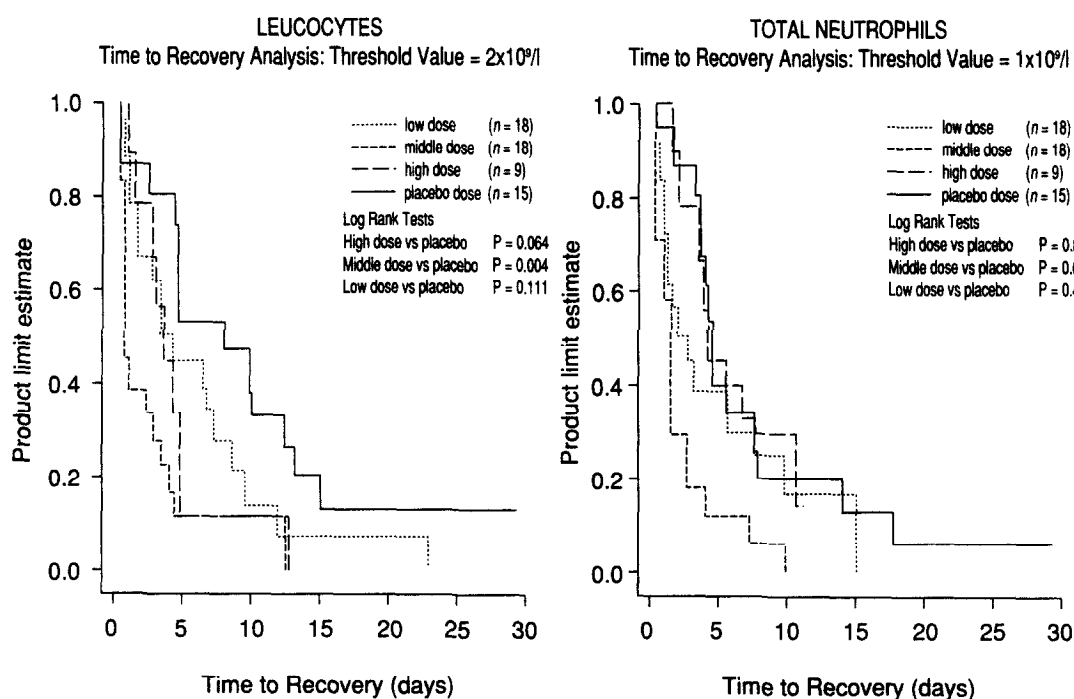 LEUCOCYTES
Time to Recovery Analysis: Threshold Value = 2x10⁹/l
Product limit estimate
1.0
0.8
0.6
0.4
0.2
0.0
low dose (n = 18)
middle dose (n = 18)
high dose (n = 9)
placebo dose (n = 15)
Log Rank Tests
High dose vs placebo P = 0.064
Middle dose vs placebo P = 0.004
Low dose vs placebo P = 0.111
0 5 10 15 20 25 30
Time to Recovery (days)
TOTAL NEUTROPHILS
Time to Recovery Analysis: Threshold Value = 1x10⁹/l
Product limit estimate
1.0
0.8
0.6
0.4
0.2
0.0
low dose (n = 18)
middle dose (n = 18)
high dose (n = 9)
placebo dose (n = 15)
Log Rank Tests
High dose vs placebo P = 0.
Middle dose vs placebo P = 0.
Low dose vs placebo P = 0.
0 5 10 15 20 25 30
Time to Recovery (days)